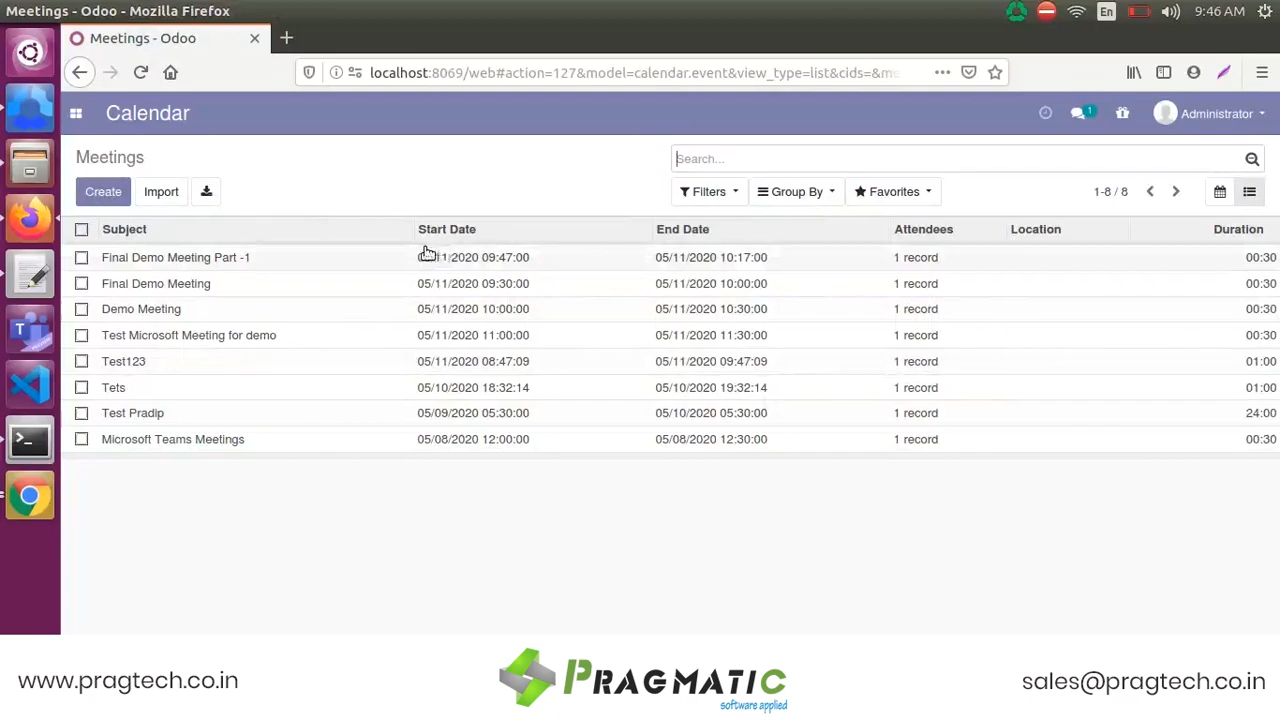 Meetings - Odoo - Mozilla Firefox
En
9:46 AM
Meetings - Odoo
localhost:8069/web#action=127&model=calendar.event&view_type=list&cids=&me
Calendar
1
Administrator
Meetings
Search...
Create
Import
Filters
Group By
Favorites
1-8 / 8
Subject Start Date End Date Attendees Location Duration
Final Demo Meeting Part -1 05/11/2020 09:47:00 05/11/2020 10:17:00 1 record 00:30
Final Demo Meeting 05/11/2020 09:30:00 05/11/2020 10:00:00 1 record 00:30
Demo Meeting 05/11/2020 10:00:00 05/11/2020 10:30:00 1 record 00:30
Test Microsoft Meeting for demo 05/11/2020 11:00:00 05/11/2020 11:30:00 1 record 00:30
Test123 05/11/2020 08:47:09 05/11/2020 09:47:09 1 record 01:00
Tets 05/10/2020 18:32:14 05/10/2020 19:32:14 1 record 01:00
Test Pradip 05/09/2020 05:30:00 05/10/2020 05:30:00 1 record 24:00
Microsoft Teams Meetings 05/08/2020 12:00:00 05/08/2020 12:30:00 1 record 00:30
www.pragtech.co.in
PRAGMATIC
software applied
sales@pragtech.co.in